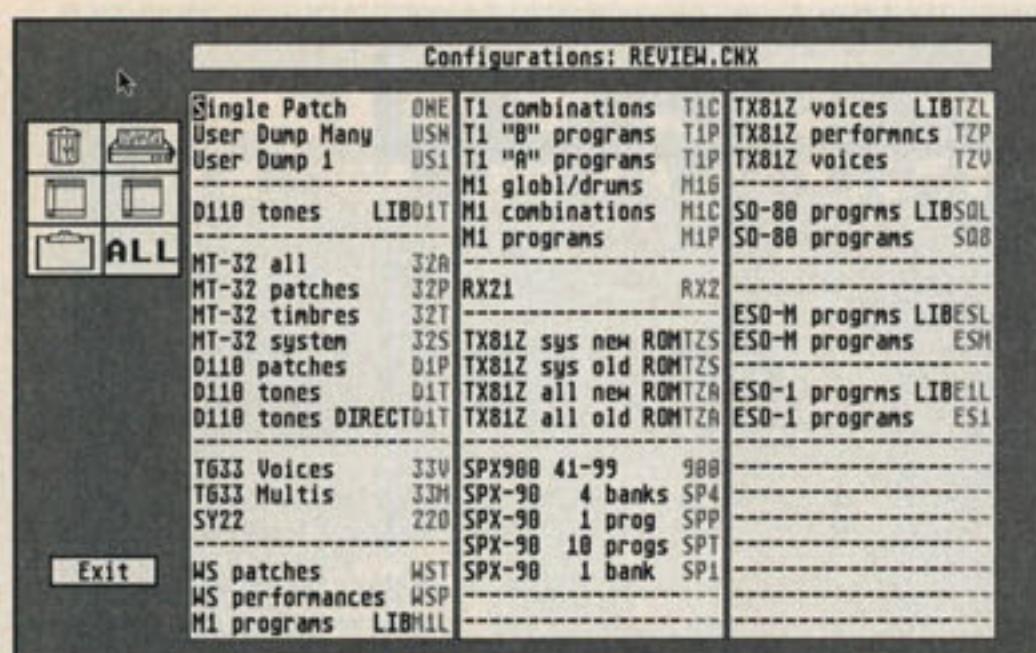 Configurations: REVIEW.CNX
Single Patch ONE
User Dump Many USM
User Dump 1 US1
D110 tones LIBD1T
MT-32 all 32A
MT-32 patches 32P
MT-32 timbres 32T
MT-32 system 32S
D110 patches D1P
D110 tones D1T
D110 tones DIRECTD1T
TG33 Voices 33V
TG33 Multis 33M
SY22 220
WS patches WST
WS performances WSP
M1 programs LIBM1L
T1 combinations T1C
T1 "B" programs T1P
T1 "A" programs T1P
M1 globl/drums M1G
M1 combinations M1C
M1 programs M1P
RX21 RX2
TX81Z sys new ROMTZS
TX81Z sys old ROMTZS
TX81Z all new ROMTZA
TX81Z all old ROMTZA
SPX900 41-99 900
SPX-90 4 banks SP4
SPX-90 1 prog SPP
SPX-90 10 progs SPT
SPX-90 1 bank SP1
TX81Z voices LIBTZL
TX81Z performncs TZP
TX81Z voices TZV
SQ-80 progrms LIBSQL
SQ-80 programs SQ8
ESQ-M progrms LIBESL
ESQ-M programs ESM
ESQ-1 progrms LIBE1L
ESQ-1 programs ES1
ALL
Exit